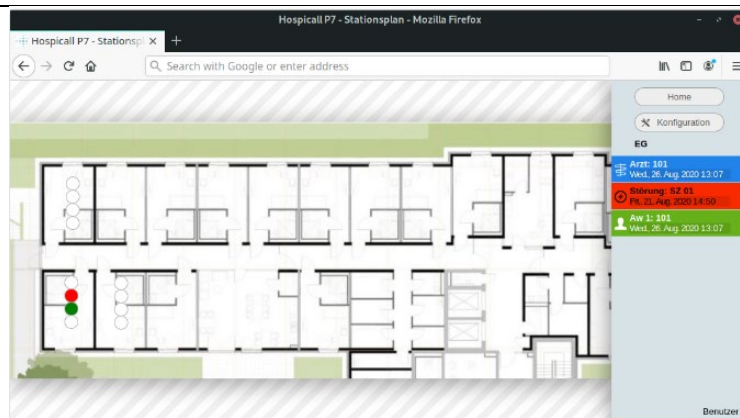 Hospicall P7 - Stationsplan - Mozilla Firefox
Hospicall P7 - Stationspl
Search with Google or enter address
Home
Konfiguration
EG
Arzt: 101
Wed, 26. Aug. 2020 13:07
Störung: SZ 01
Fri, 21. Aug. 2020 14:50
Aw 1: 101
Wed, 26. Aug. 2020 13:07
Benutzer